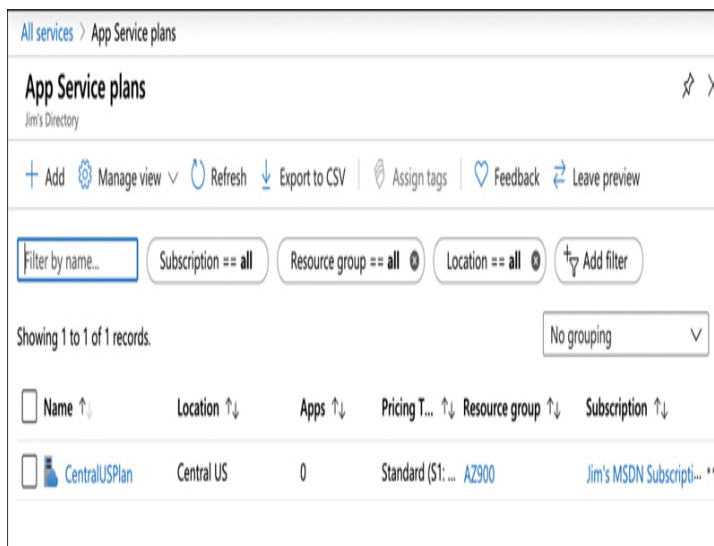 All services > App Service plans
App Service plans
Jim's Directory
Add Manage view Refresh Export to CSV Assign tags Feedback Leave preview
Filter by name... Subscription == all Resource group == all Location == all Add filter
Showing 1 to 1 of 1 records. No grouping
Name Location Apps Pricing T... Resource group Subscription
CentralUSPlan Central US 0 Standard (S1: ... AZ900 Jim's MSDN Subscripti...